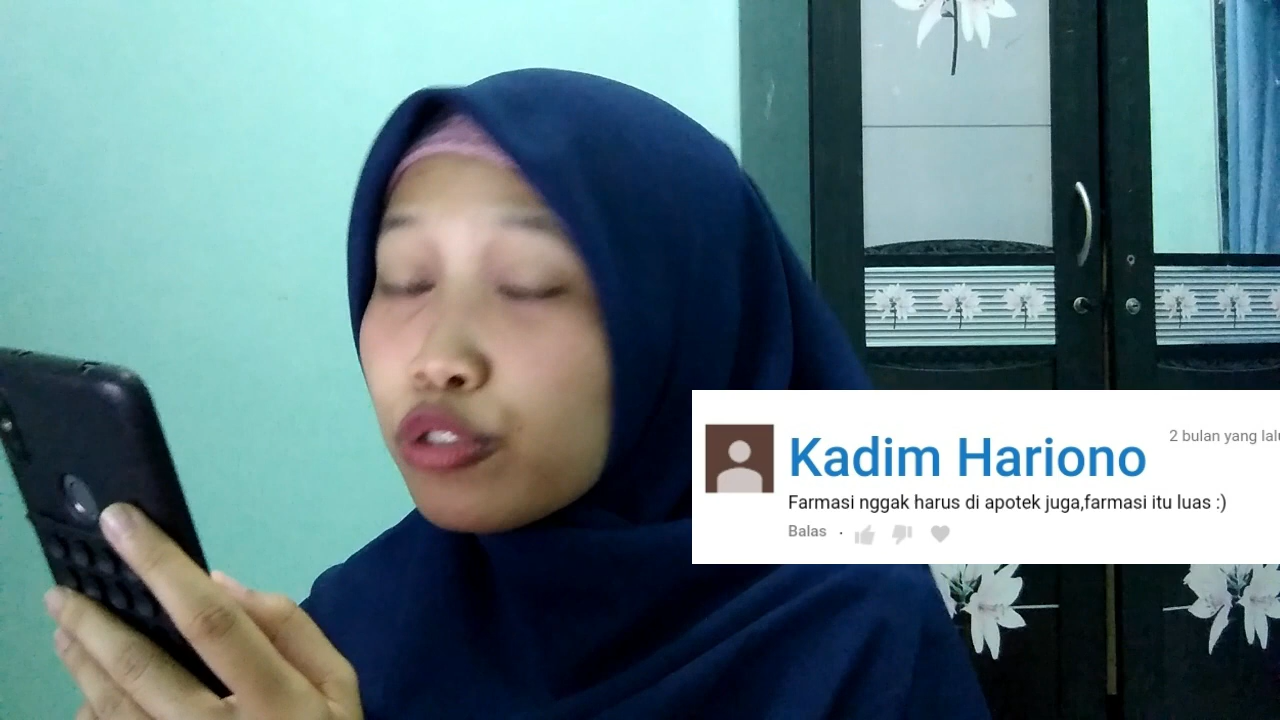 Kadim Hariono
2 bulan yang lalu
Farmasi nggak harus di apotek juga,farmasi itu luas :)
Balas